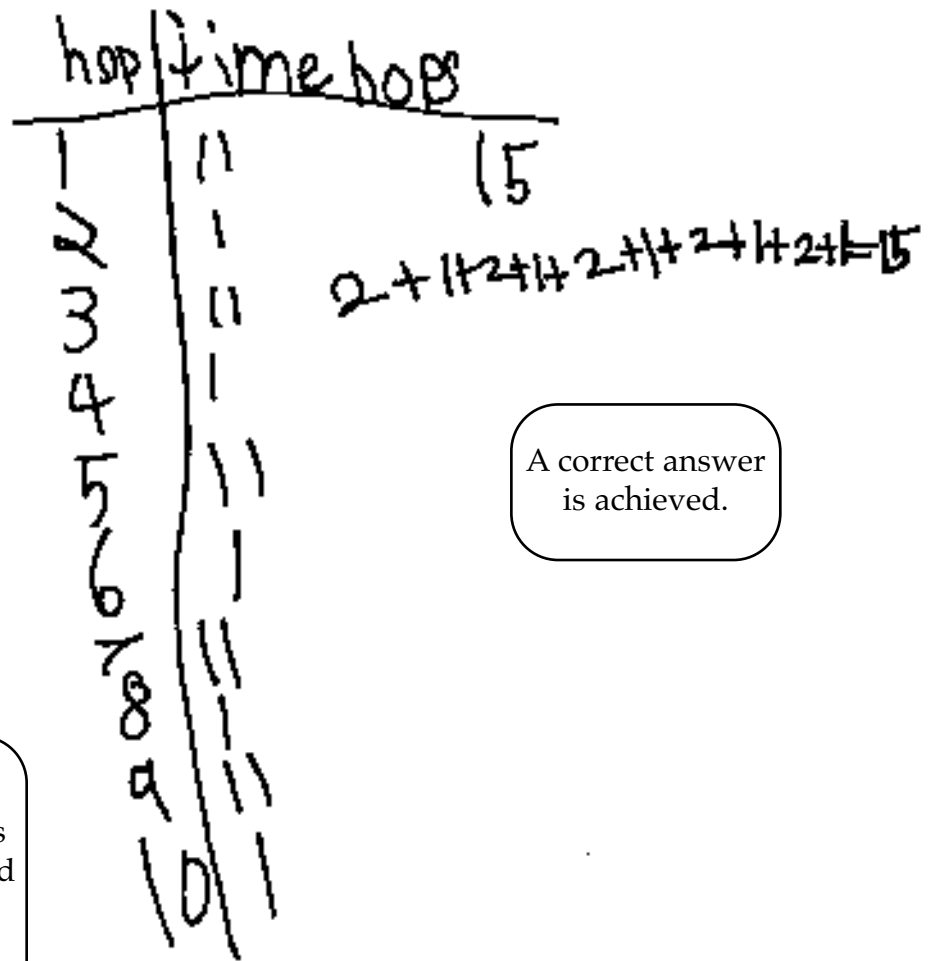 hop time hops
1 11 15
2 1
2+1+2+1+2+1+2+1+2+1=15
3 11
4 1
A correct answer
is achieved.
5 11
6 1
7 11
8 1
9 11
s
d
10 1